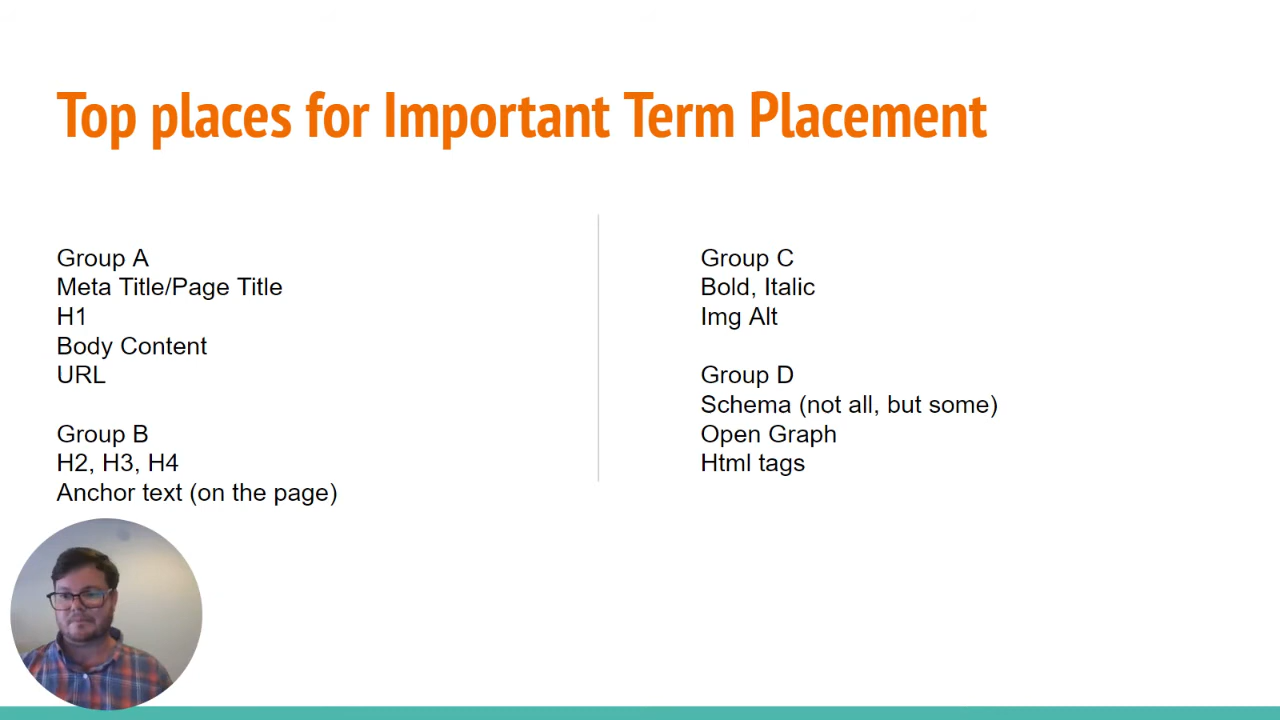 Top places for Important Term Placement
Group A
Meta Title/Page Title
H1
Body Content
URL
Group B
H2, H3, H4
Anchor text (on the page)
Group C
Bold, Italic
Img Alt
Group D
Schema (not all, but some)
Open Graph
Html tags